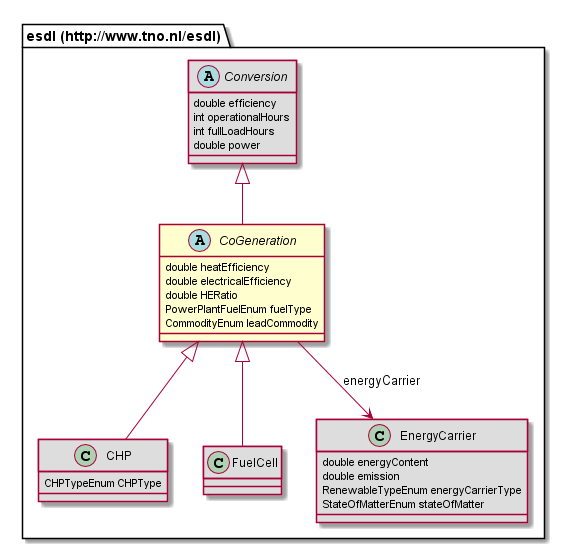 esdl (http://www.tno.nl/esdl)
A Conversion
double efficiency
int operationalHours
int fullLoadHours
double power
A CoGeneration
double heatEfficiency
double electricalEfficiency
double HERatio
PowerPlantFuelEnum fuelType
CommodityEnum leadCommodity
energyCarrier
C CHP
CHPTypeEnum CHPType
C FuelCell
C EnergyCarrier
double energyContent
double emission
RenewableTypeEnum energyCarrierType
StateOfMatterEnum stateOfMatter